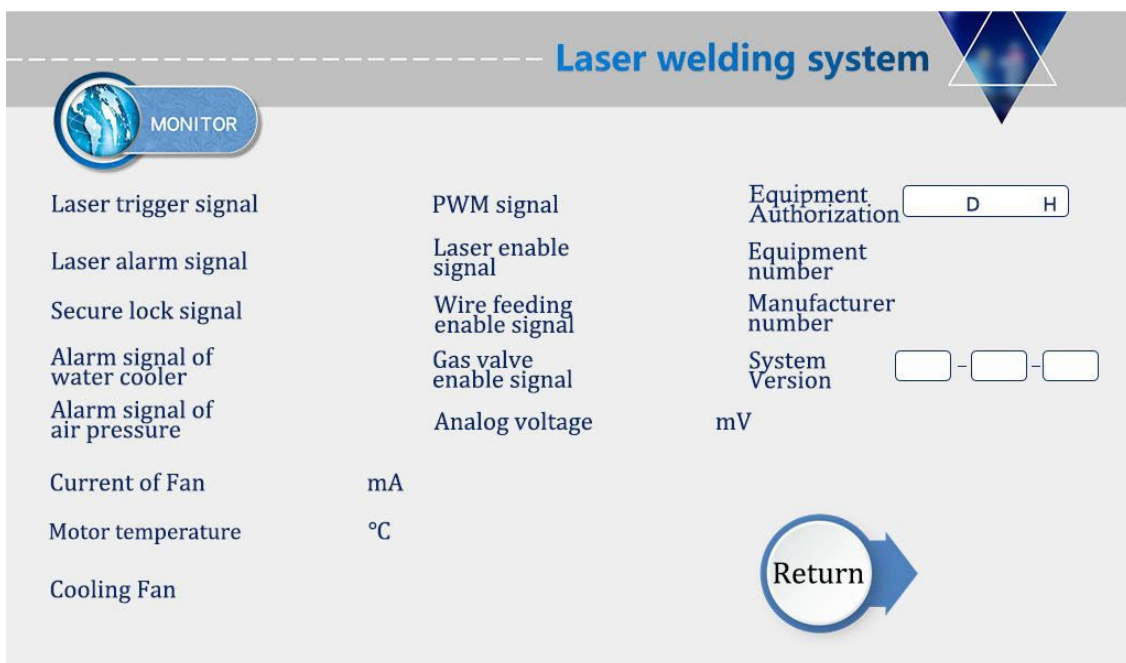 Laser welding system
MONITOR
Laser trigger signal
PWM signal
Equipment
Authorization
D H
Laser alarm signal
Laser enable
signal
Equipment
number
Secure lock signal
Wire feeding
enable signal
Manufacturer
number
Alarm signal of
water cooler
Gas valve
enable signal
System
Version
- -
Alarm signal of
air pressure
Analog voltage
mV
Current of Fan
mA
Motor temperature
°C
Cooling Fan
Return